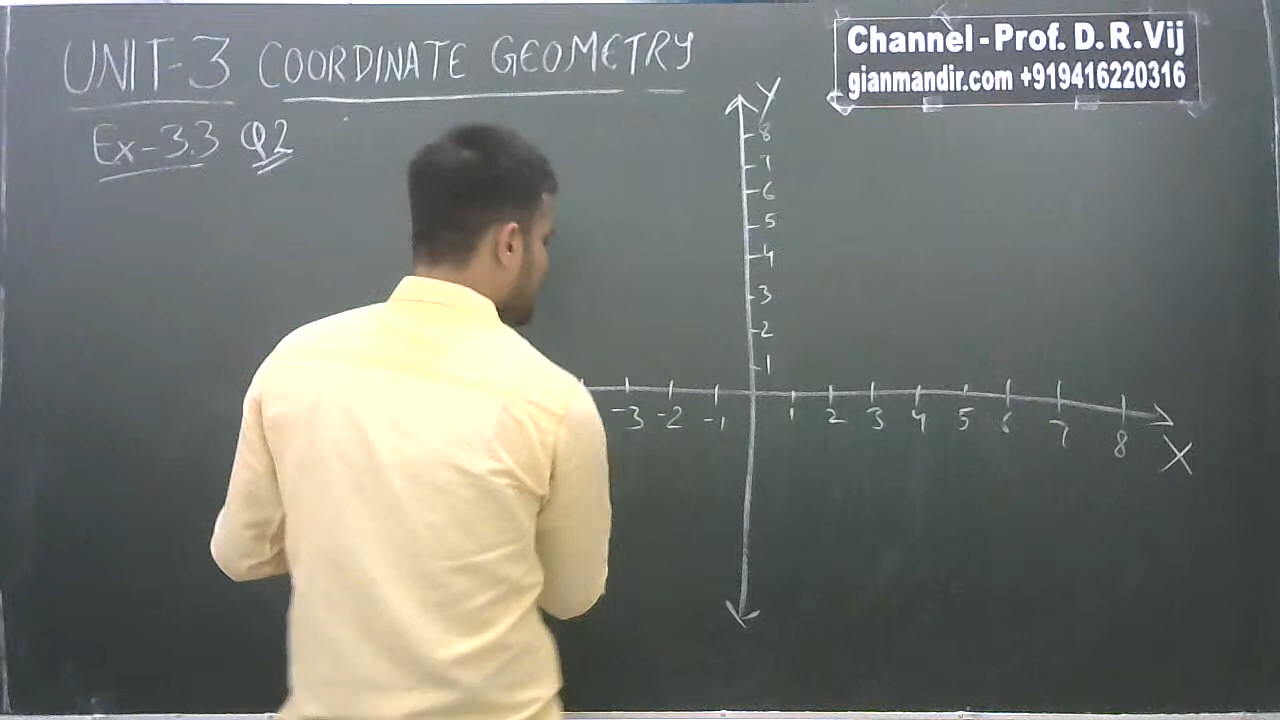 UNIT-3 COORDINATE GEOMETRY
Ex-3.3 Q2
Channel - Prof. D. R. Vij
gianmandir.com +919416220316
Y
8
7
6
5
4
3
2
1
-3 -2 -1 1 2 3 4 5 6 7 8
X